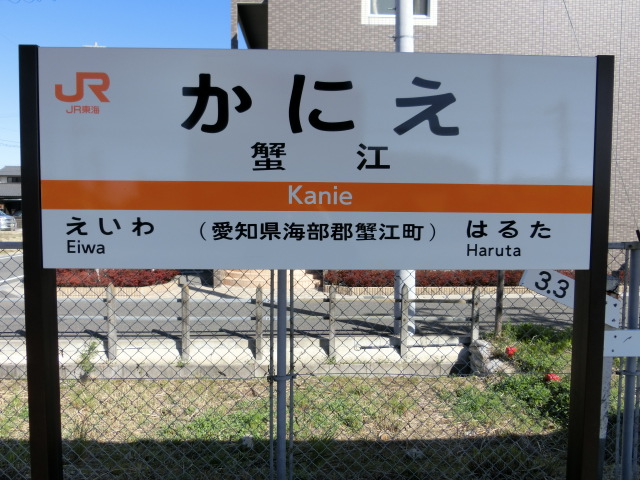 JR
JR東海
かにえ
蟹江
Kanie
えいわ
Eiwa
(愛知県海部郡蟹江町)
はるた
Haruta
3.3